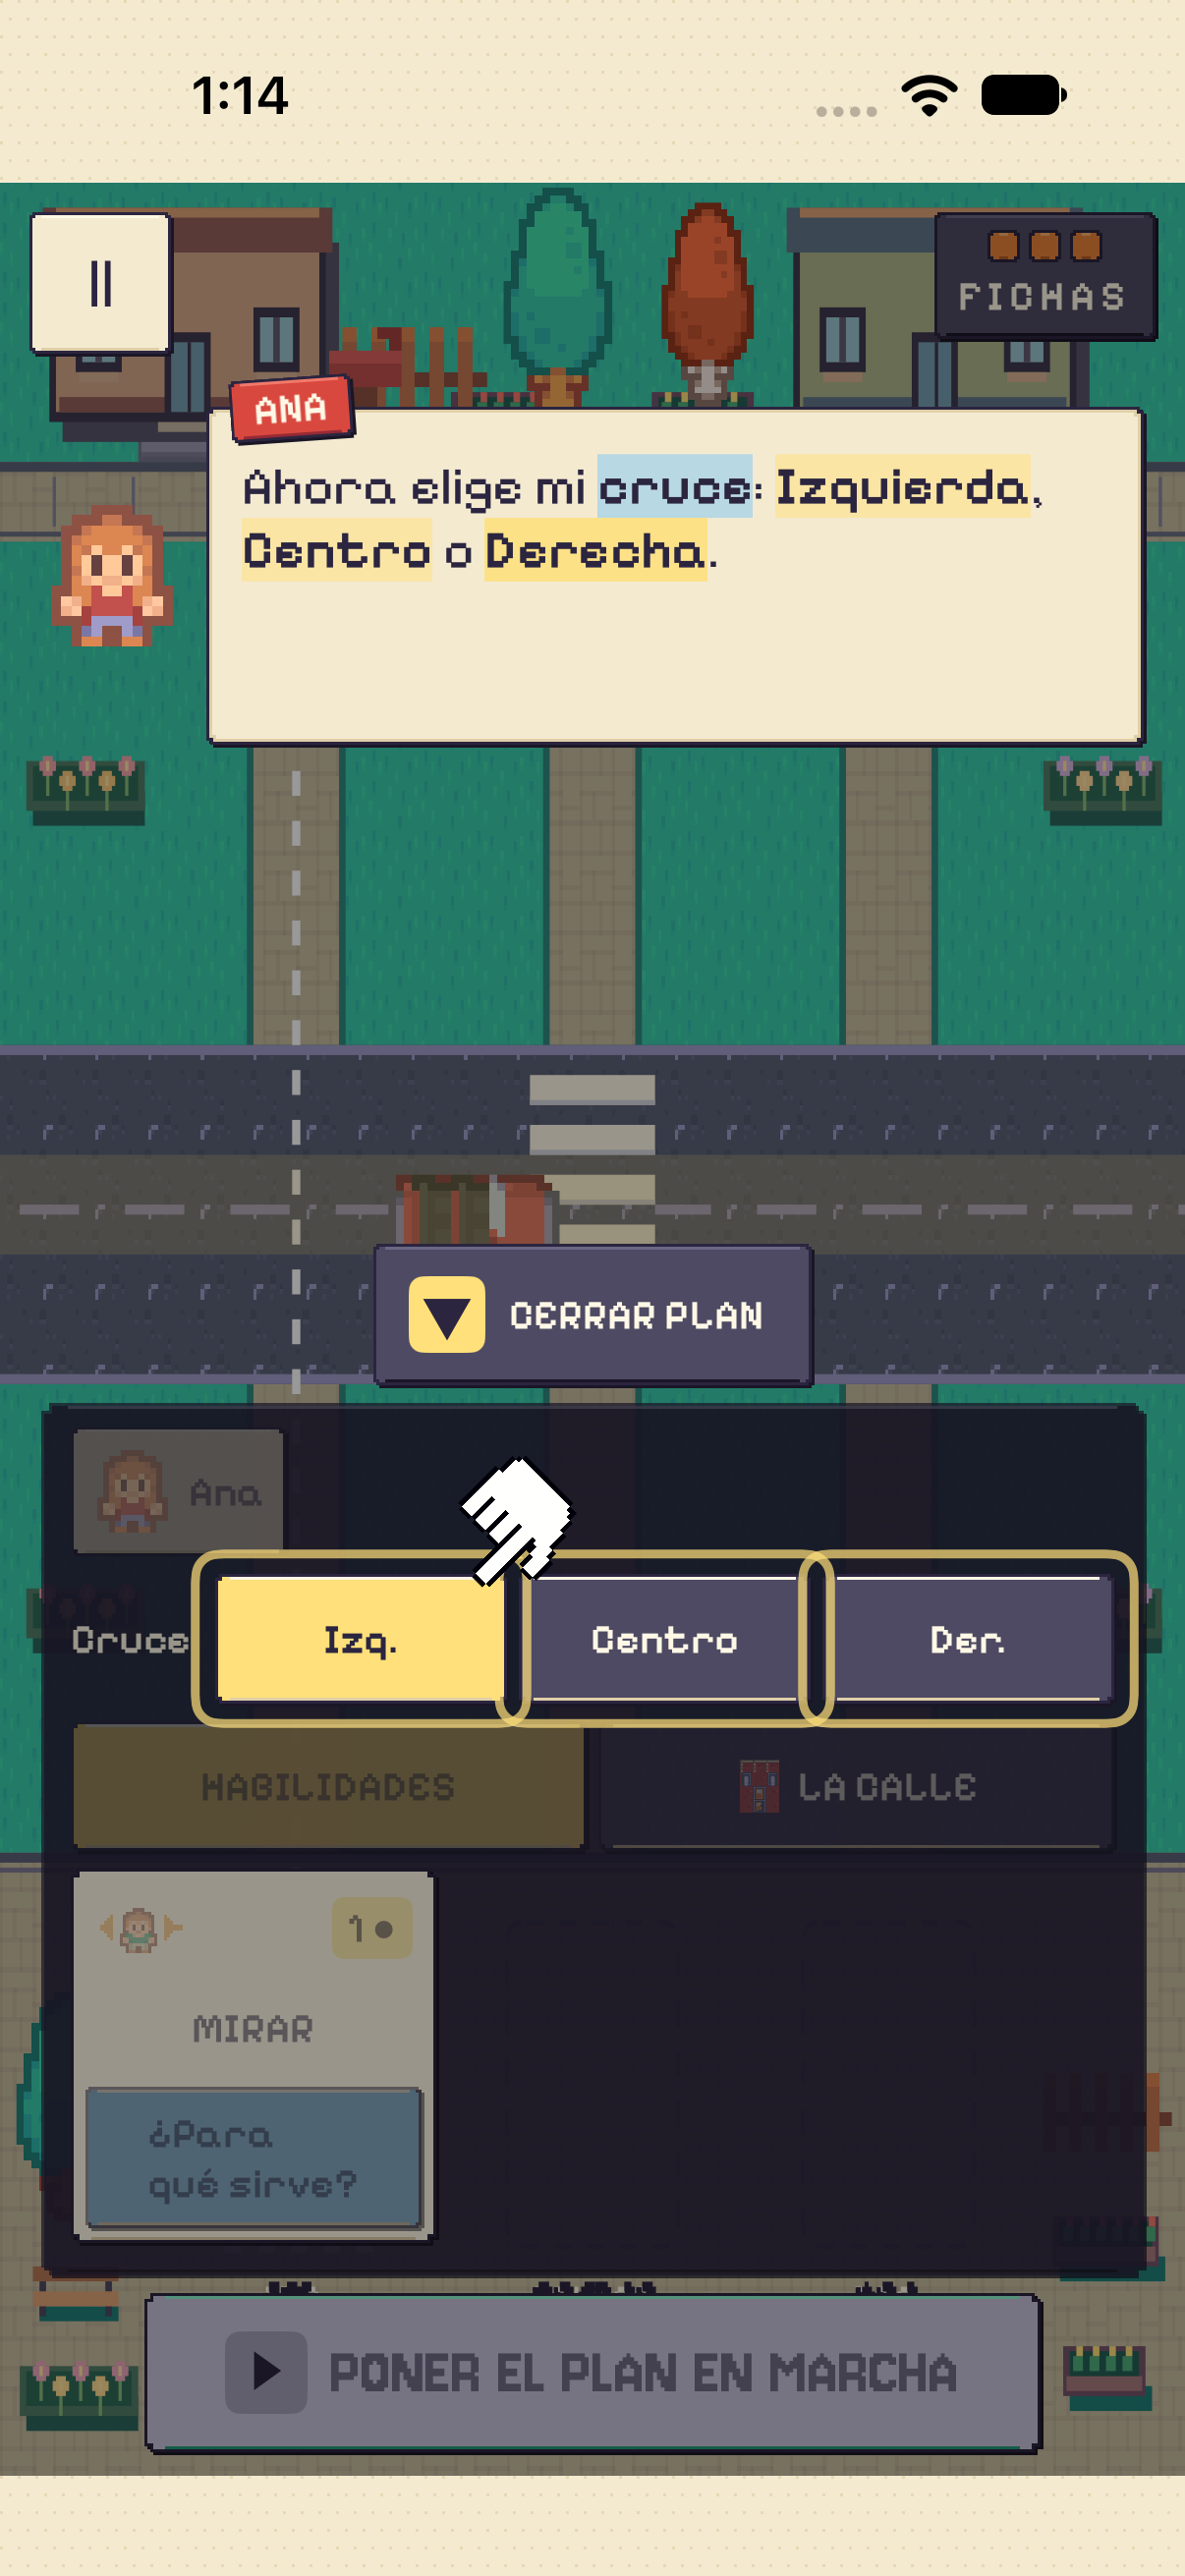 1:14
FICHAS
ANA
Ahora elige mi cruce: Izquierda,
Centro o Derecha.
CERRAR PLAN
Ana
Cruce
Izq.
Centro
Der.
HABILIDADES
LA CALLE
1
MIRAR
¿Para
qué sirve?
PONER EL PLAN EN MARCHA